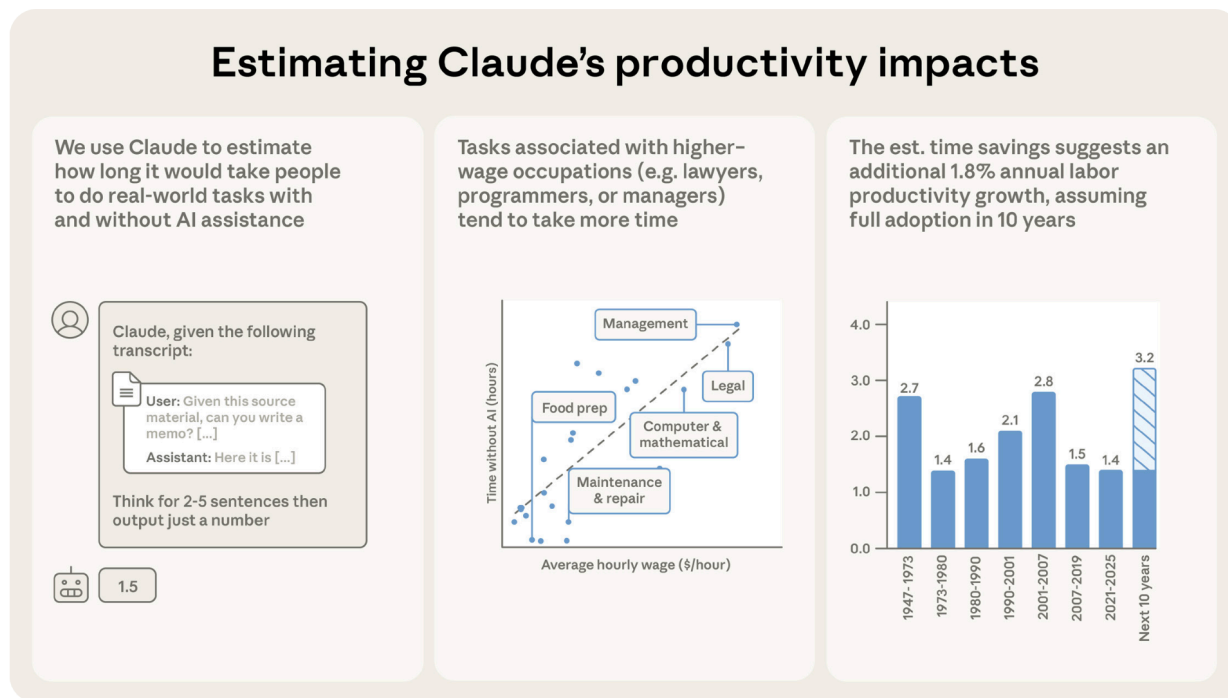 Estimating Claude's productivity impacts
We use Claude to estimate
how long it would take people
to do real-world tasks with
and without AI assistance
Claude, given the following
transcript:
User: Given this source
material, can you write a
memo? [...]
Assistant: Here it is [...]
Think for 2-5 sentences then
output just a number
1.5
Tasks associated with higher-
wage occupations (e.g. lawyers,
programmers, or managers)
tend to take more time
Time without AI (hours)
Management
Legal
Food prep
Computer &
mathematical
Maintenance
& repair
Average hourly wage ($/hour)
The est. time savings suggests an
additional 1.8% annual labor
productivity growth, assuming
full adoption in 10 years
4.0
3.0
2.0
1.0
0.0
2.7
1.4
1.6
2.1
2.8
1.5
1.4
3.2
1947-1973
1973-1980
1980-1990
1990-2001
2001-2007
2007-2019
2021-2025
Next 10 years